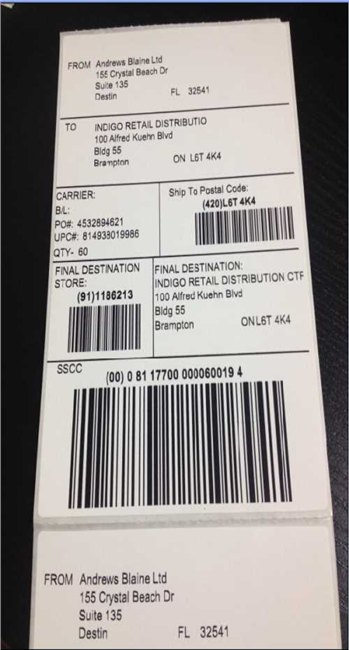 FROM Andrews Blaine Ltd
155 Crystal Beach Dr
Suite 135
Destin FL 32541
TO INDIGO RETAIL DISTRIBUTIO
100 Alfred Kuehn Blvd
Bldg 55
Brampton ON L6T 4K4
CARRIER:
B/L:
PO#: 4532894621
UPC#: 814938019986
QTY- 60
Ship To Postal Code:
(420)L6T 4K4
FINAL DESTINATION
STORE:
(91)1186213
FINAL DESTINATION:
INDIGO RETAIL DISTRIBUTION CTF
100 Alfred Kuehn Blvd
Bldg 55
Brampton ON L6T 4K4
SSCC
(00) 0 81 17700 000060019 4
FROM Andrews Blaine Ltd
155 Crystal Beach Dr
Suite 135
Destin FL 32541